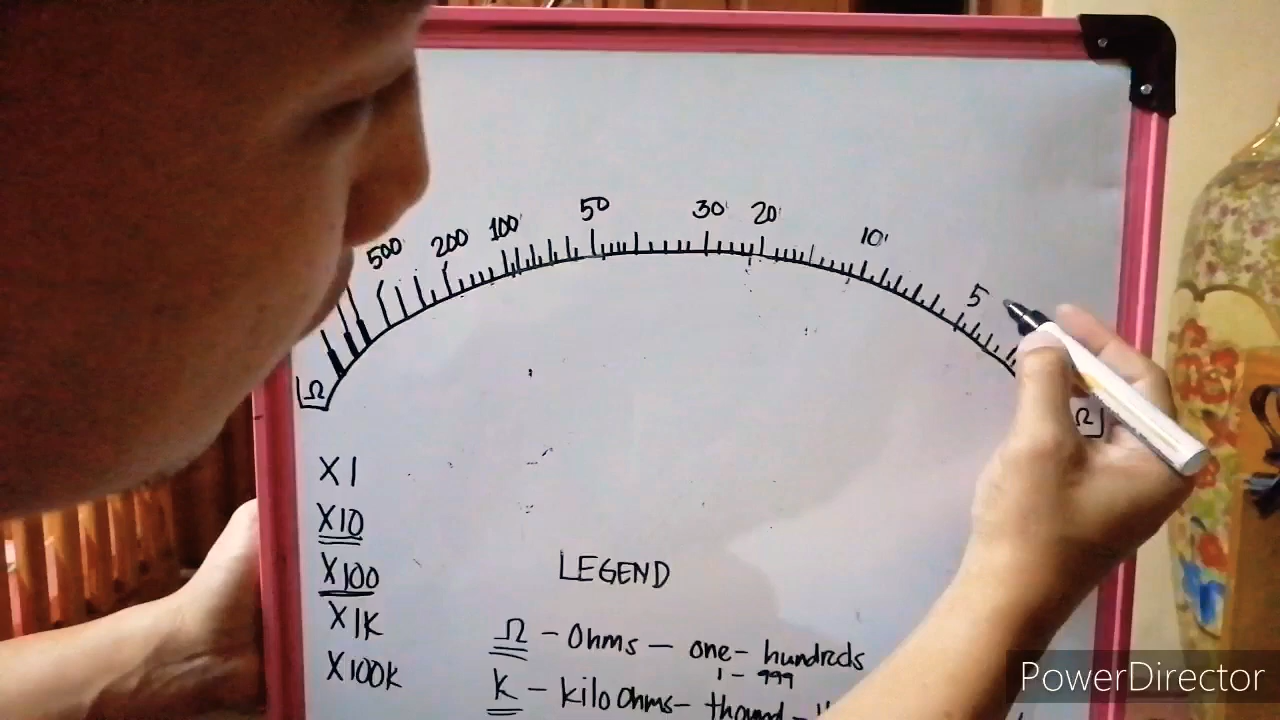 500 200 100 50 30 20 10 5
Ω Ω
X1
X10
X100
X1K
X100K
LEGEND
Ω - Ohms - one - hundreds
1 - 999
K - kilo Ohms -
PowerDirector